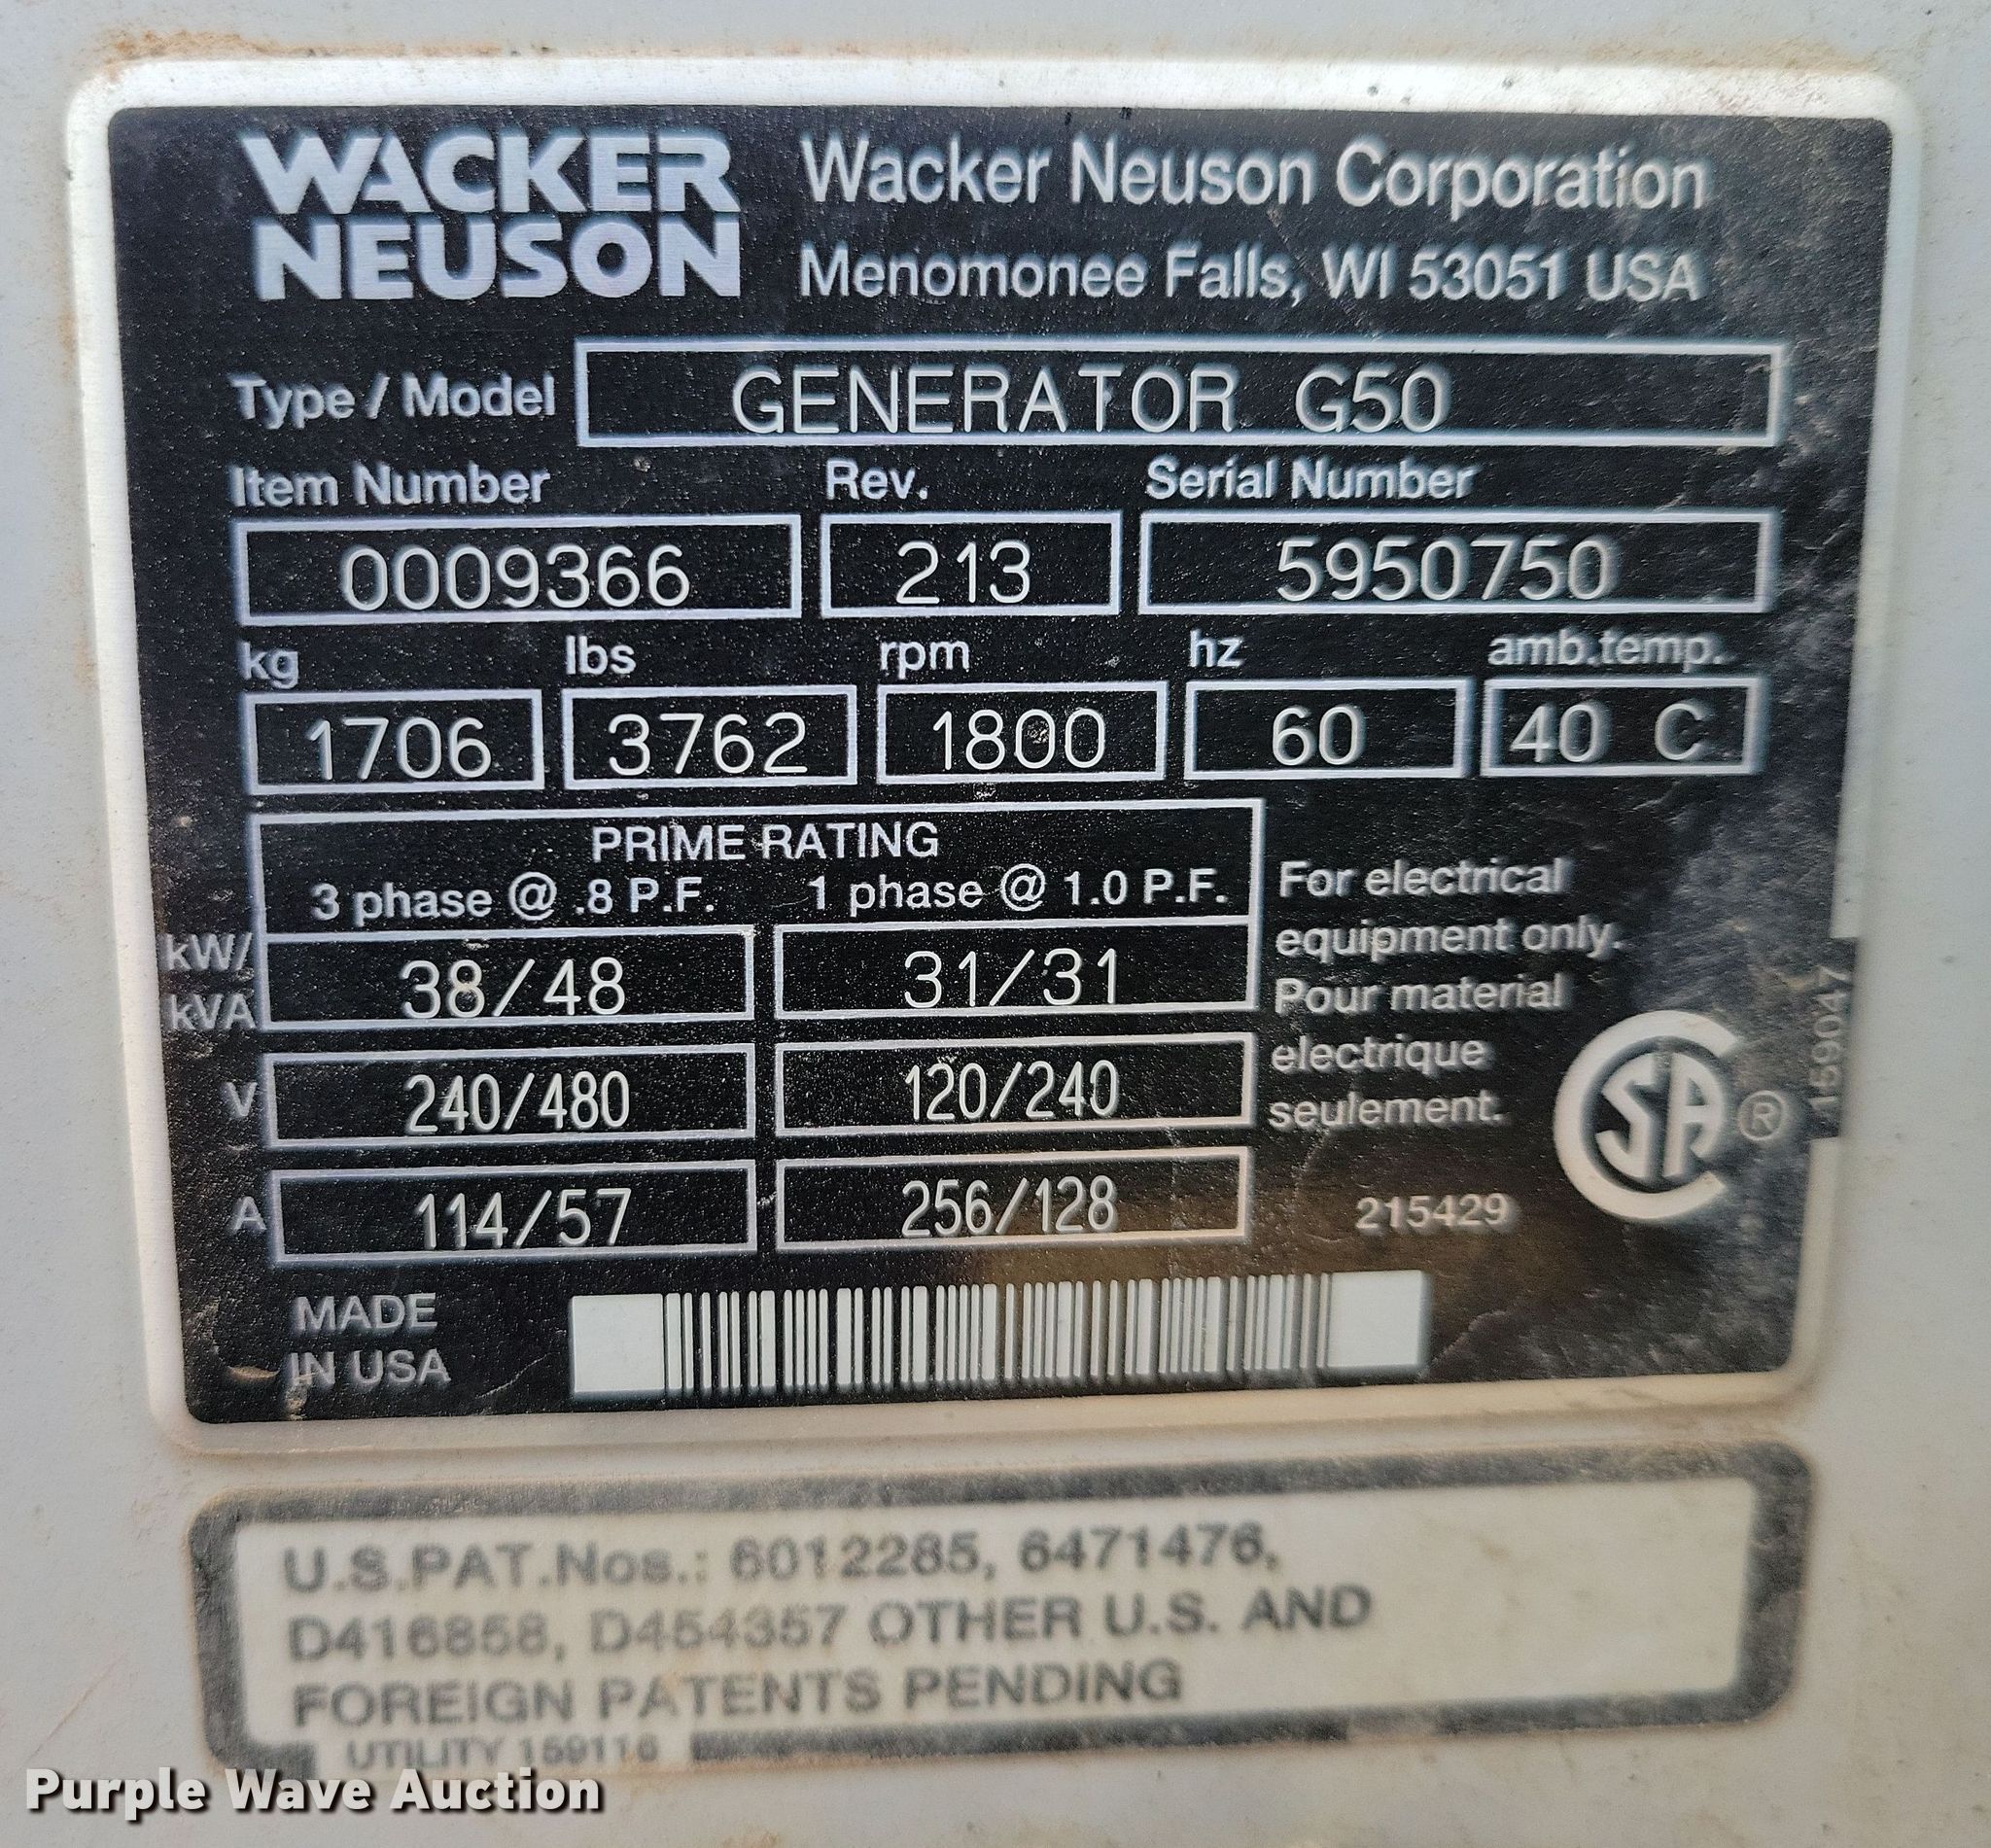 WACKER
NEUSON
Wacker Neuson Corporation
Menomonee Falls, WI 53051 USA
Type / Model GENERATOR G50
Item Number Rev. Serial Number
0009366 213 5950750
kg lbs rpm hz amb.temp.
1706 3762 1800 60 40 C
PRIME RATING
3 phase @ .8 P.F. 1 phase @ 1.0 P.F.
kW/
kVA
38/48 31/31
V 240/480 120/240
A 114/57 256/128
For electrical
equipment only.
Pour material
electrique
seulement.
215429
SA ®
159047
MADE
IN USA
U.S.PAT.Nos.: 6012285, 6471476,
D416858, D454357 OTHER U.S. AND
FOREIGN PATENTS PENDING
UTILITY 159116
Purple Wave Auction